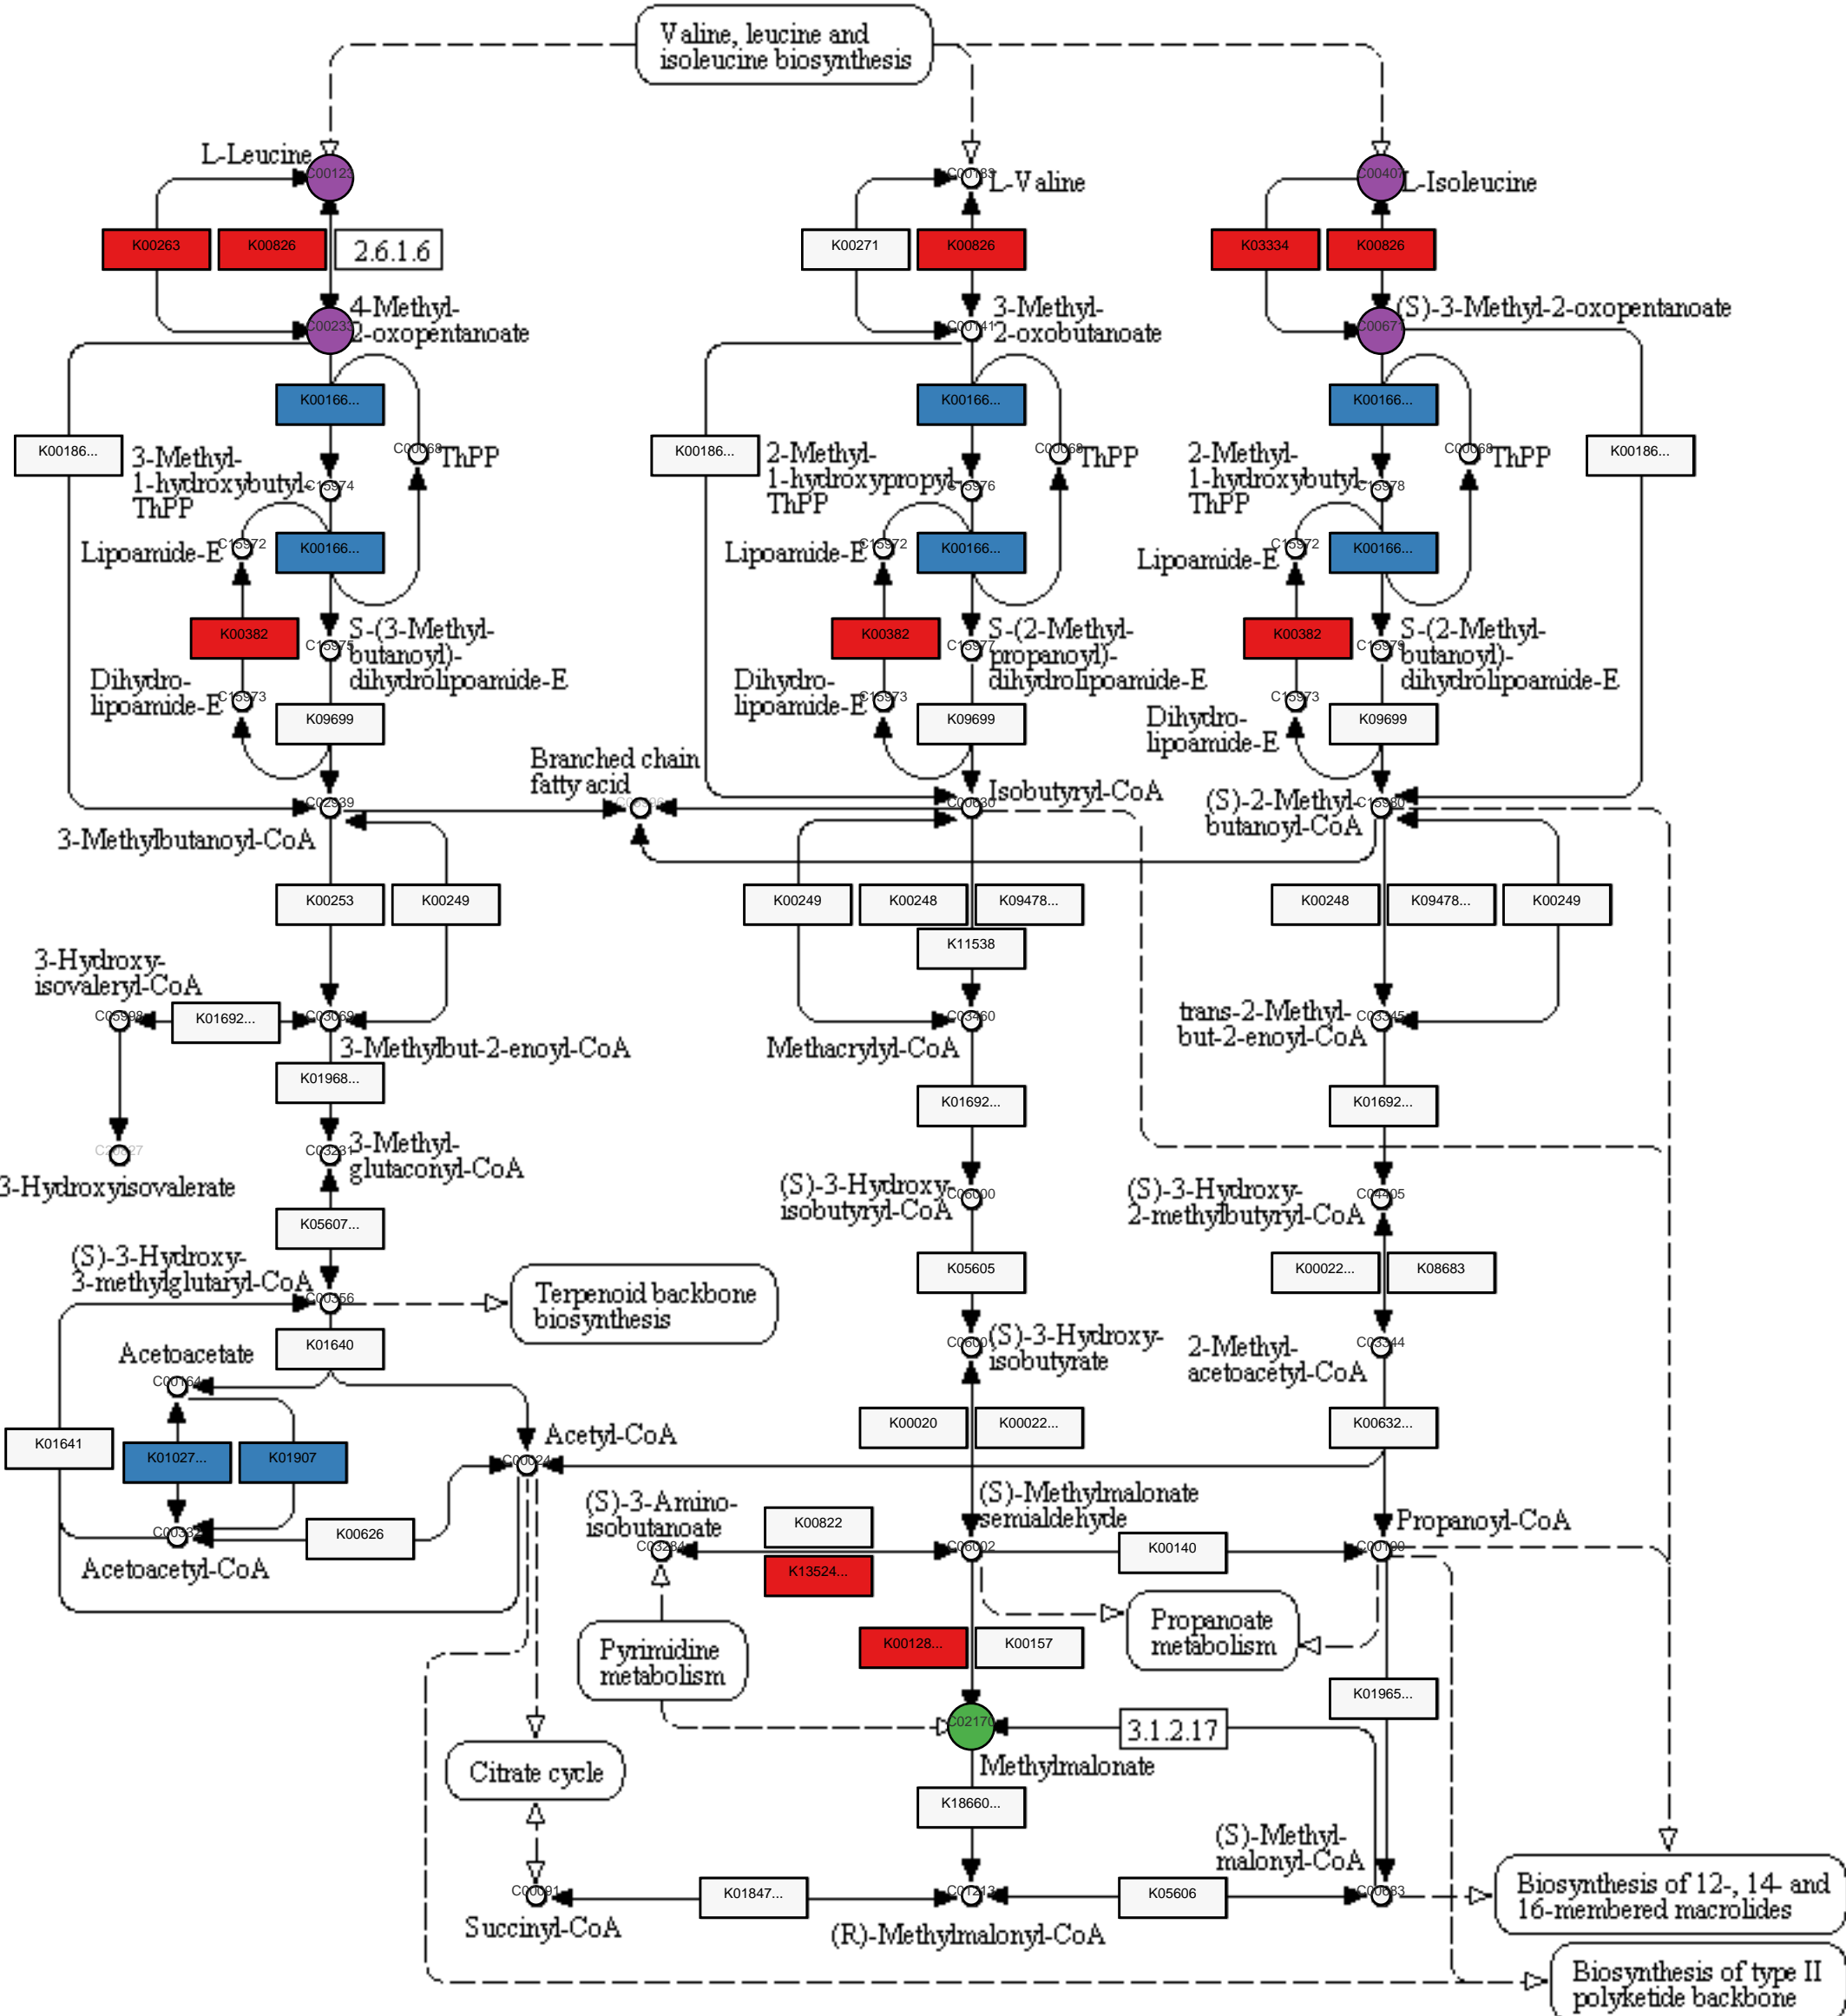 Valine, leucine and
isoleucine biosynthesis
L-Leucine
C00123
C00183
L-Valine
C00407
L-Isoleucine
K00263
K00826
2.6.1.6
K00271
K00826
K03334
K00826
4-Methyl-
2-oxopentanoate
C00233
3-Methyl-
2-oxobutanoate
C00141
(S)-3-Methyl-2-oxopentanoate
C00671
K00166...
K00166...
K00166...
K00186...
3-Methyl-
1-hydroxybutyl-
ThPP
C15974
C00068
ThPP
K00186...
2-Methyl-
1-hydroxypropyl-
ThPP
C15976
C00068
ThPP
2-Methyl-
1-hydroxybutyl-
ThPP
C15978
C00068
ThPP
K00186...
Lipoamide-E
C15972
K00166...
Lipoamide-E
C15972
K00166...
Lipoamide-E
C15972
K00166...
K00382
S-(3-Methyl-
butanoyl)-
dihydrolipoamide-E
C15975
K00382
S-(2-Methyl-
propanoyl)-
dihydrolipoamide-E
C15977
K00382
S-(2-Methyl-
butanoyl)-
dihydrolipoamide-E
C15979
Dihydro-
lipoamide-E
C15973
K09699
Dihydro-
lipoamide-E
C15973
K09699
Dihydro-
lipoamide-E
C15973
K09699
Branched chain
fatty acid
C02939
3-Methylbutanoyl-CoA
C00630
Isobutyryl-CoA
(S)-2-Methyl-
butanoyl-CoA
C15980
K00253
K00249
K00249
K00248
K09478...
K11538
K00248
K09478...
K00249
3-Hydroxy-
isovaleryl-CoA
C05998
K01692...
C03069
3-Methylbut-2-enoyl-CoA
C03460
Methacrylyl-CoA
trans-2-Methyl-
but-2-enoyl-CoA
C03345
K01968...
K01692...
K01692...
C20827
3-Hydroxyisovalerate
C03231
3-Methyl-
glutaconyl-CoA
(S)-3-Hydroxy-
isobutyryl-CoA
C06000
(S)-3-Hydroxy-
2-methylbutyryl-CoA
C04405
K05607...
K05605
K00022...
K08683
(S)-3-Hydroxy-
3-methylglutaryl-CoA
C00356
Terpenoid backbone
biosynthesis
K01640
C06001
(S)-3-Hydroxy-
isobutyrate
2-Methyl-
acetoacetyl-CoA
C03344
Acetoacetate
C00164
K01641
K01027...
K01907
Acetyl-CoA
C00024
K00020
K00022...
K00632...
C00332
Acetoacetyl-CoA
K00626
(S)-3-Amino-
isobutanoate
C03284
K00822
K13524...
(S)-Methylmalonate
semialdehyde
C06002
K00140
Propanoyl-CoA
C00100
Pyrimidine
metabolism
K00128...
K00157
Propanoate
metabolism
K01965...
C02170
Methylmalonate
3.1.2.17
Citrate cycle
K18660...
(S)-Methyl-
malonyl-CoA
C00091
Succinyl-CoA
K01847...
C01213
(R)-Methylmalonyl-CoA
K05606
C00683
Biosynthesis of 12-, 14- and
16-membered macrolides
Biosynthesis of type II
polyketide backbone